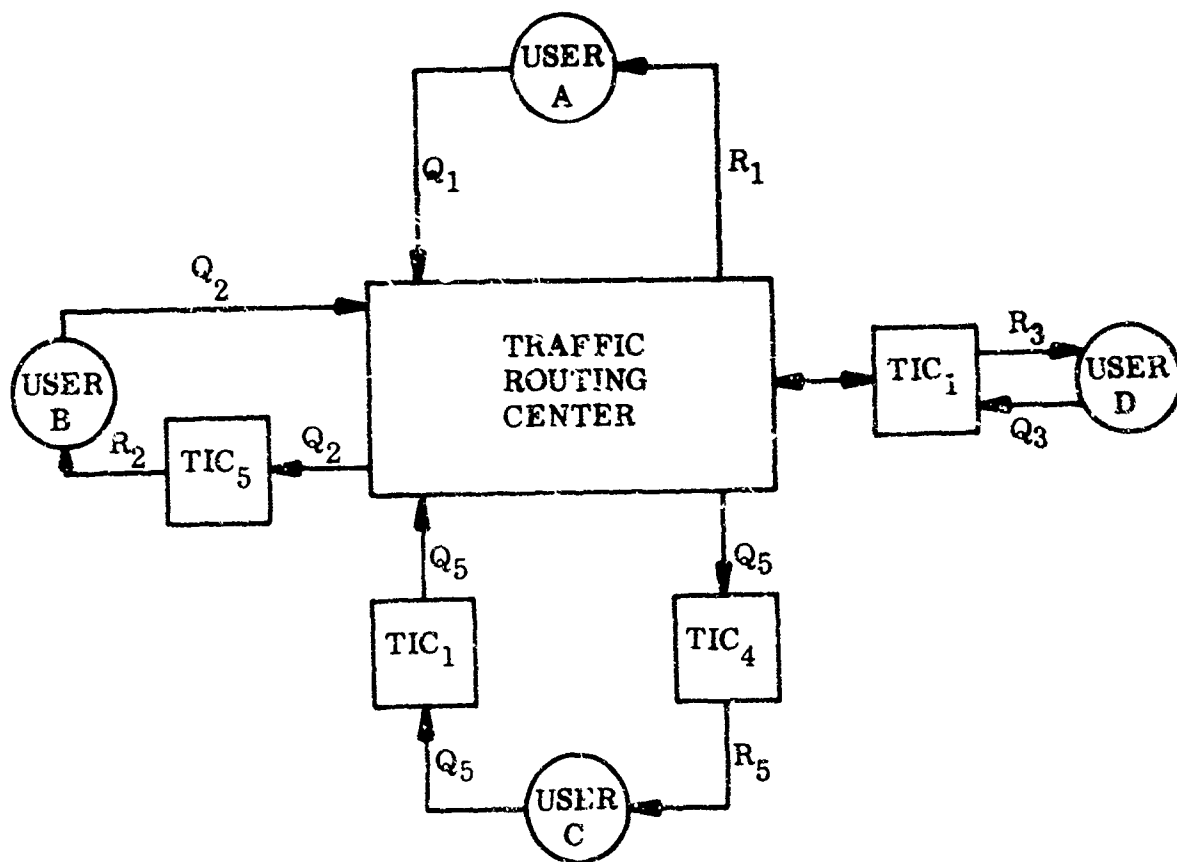 USER
A
Q1
R1
Q2
TRAFFIC
ROUTING
CENTER
R3
TICi
USER
D
Q3
USER
B
R2
TIC5
Q2
Q5
Q5
TIC1
TIC4
Q5
R5
USER
C